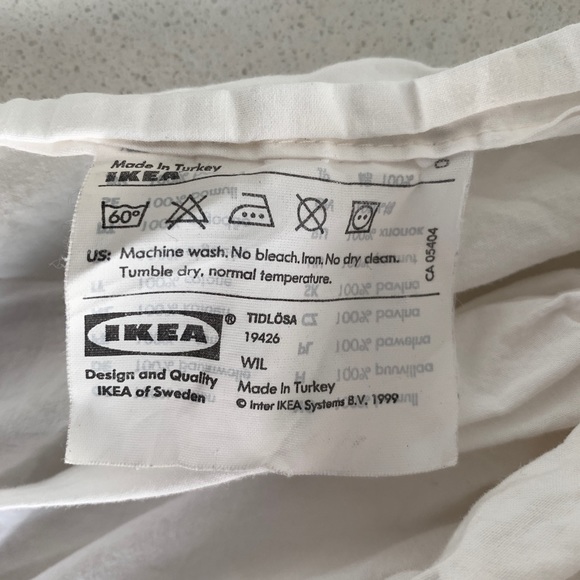 Made In Turkey
IKEA
60°
US: Machine wash. No bleach. Iron. No dry clean.
Tumble dry, normal temperature.
CA 05404
IKEA® TIDLÖSA
19426
WIL
Design and Quality
IKEA of Sweden
Made In Turkey
© Inter IKEA Systems B.V. 1999